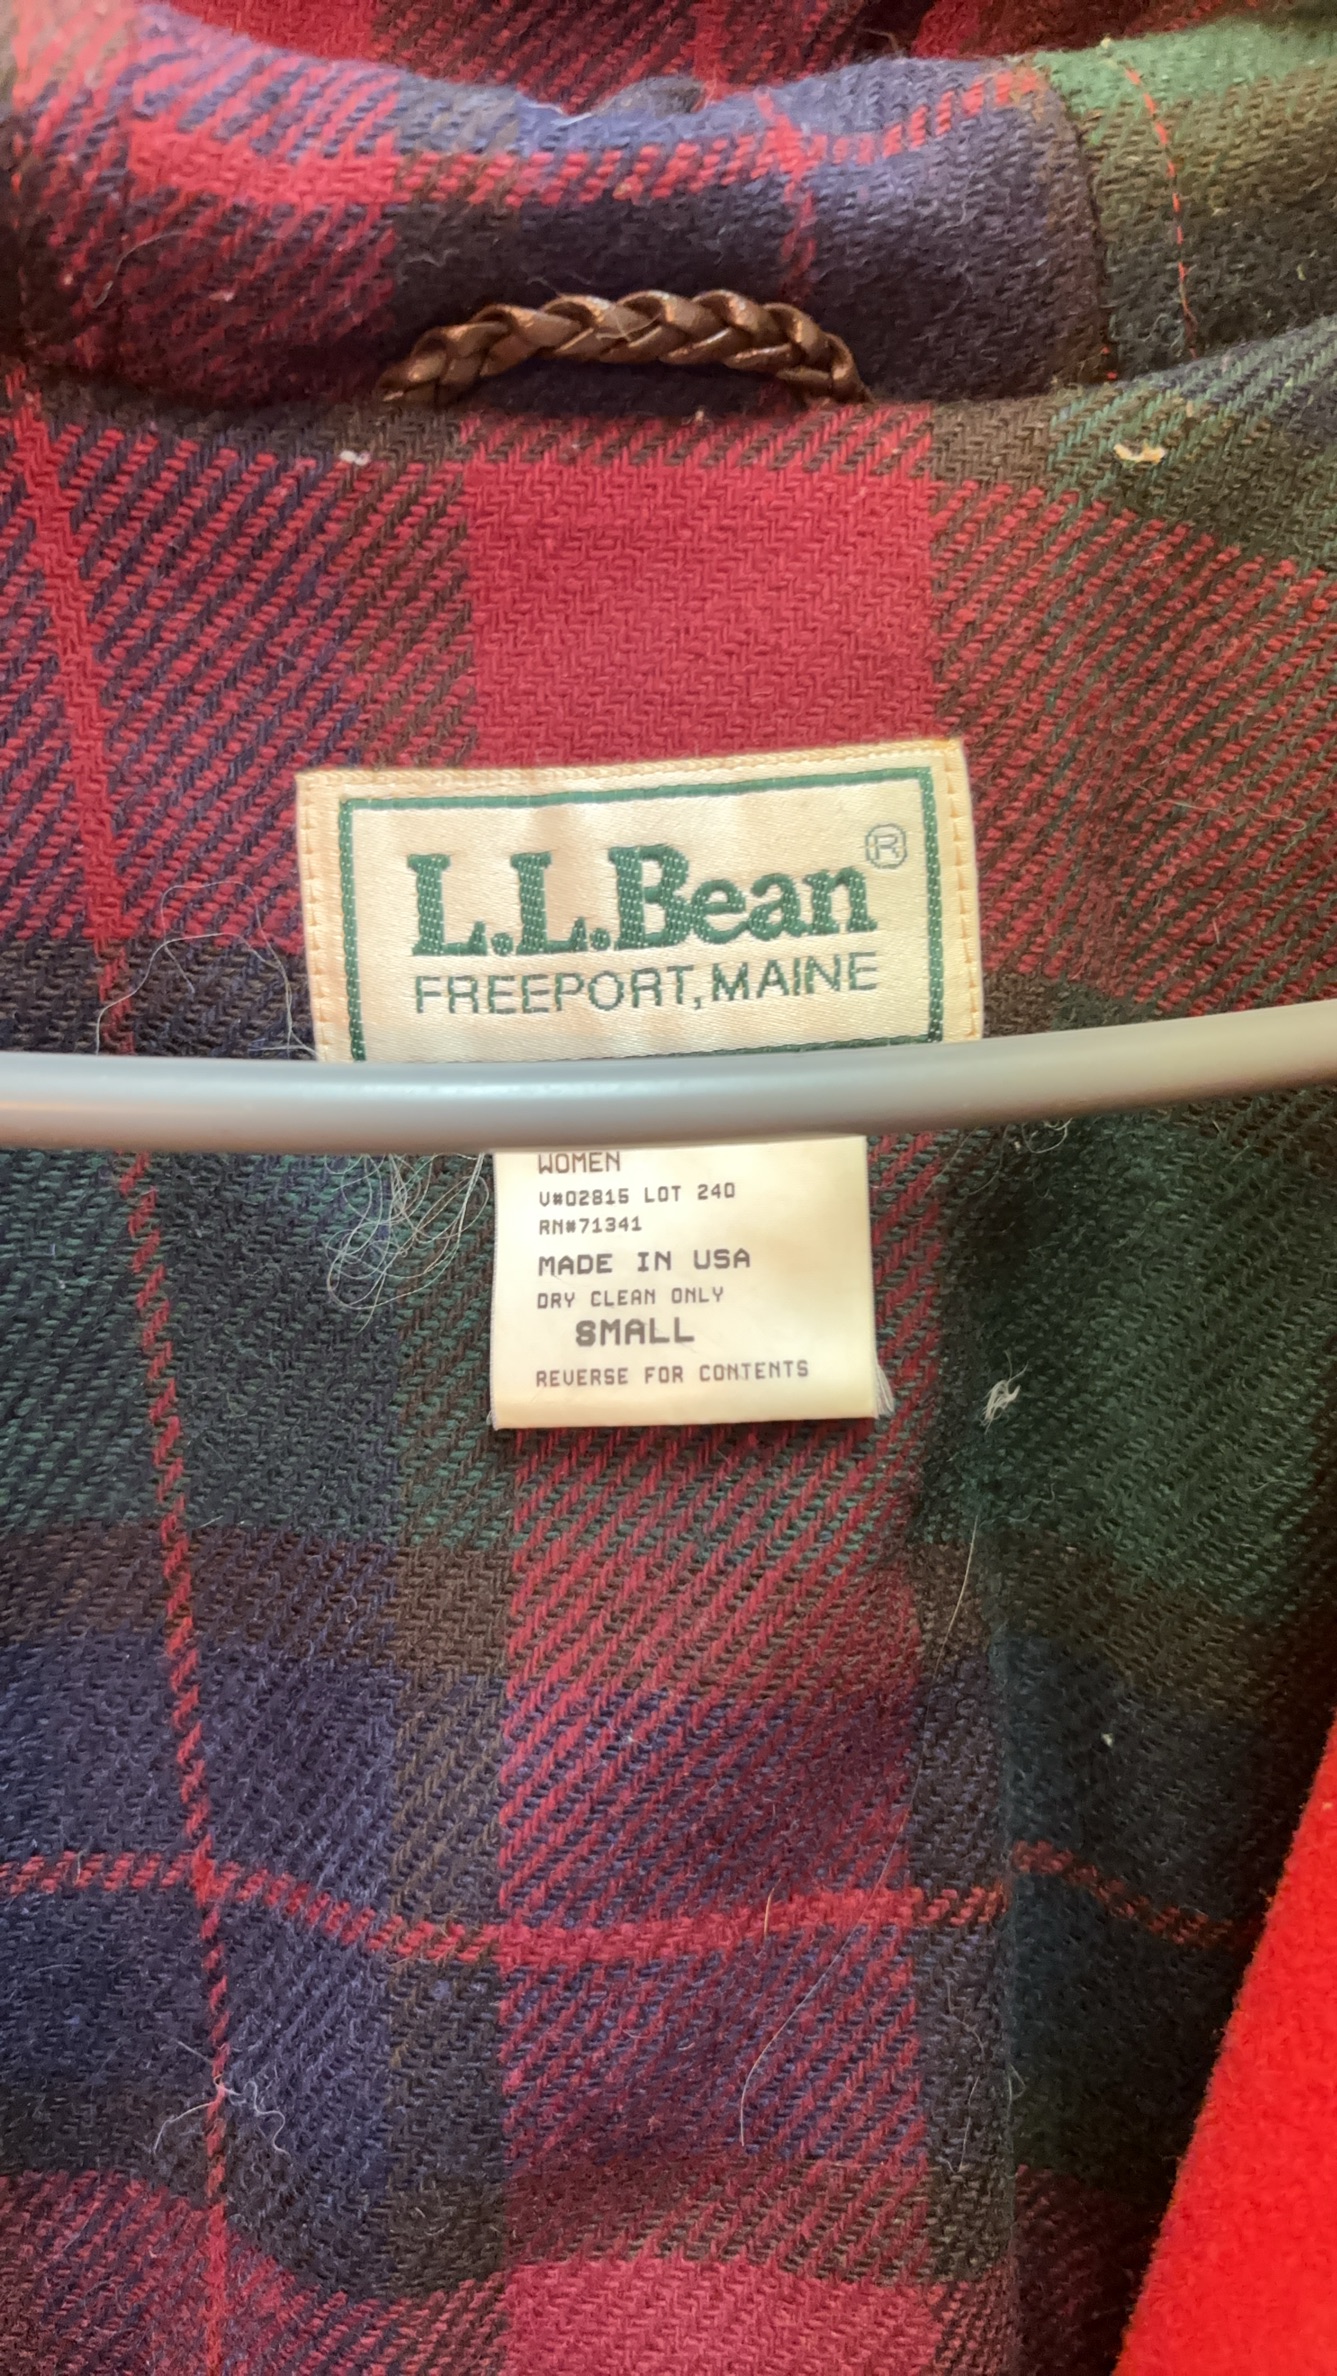 L.L.Bean®
FREEPORT, MAINE
WOMEN
V#02815 LOT 240
RN#71341
MADE IN USA
DRY CLEAN ONLY
SMALL
REVERSE FOR CONTENTS